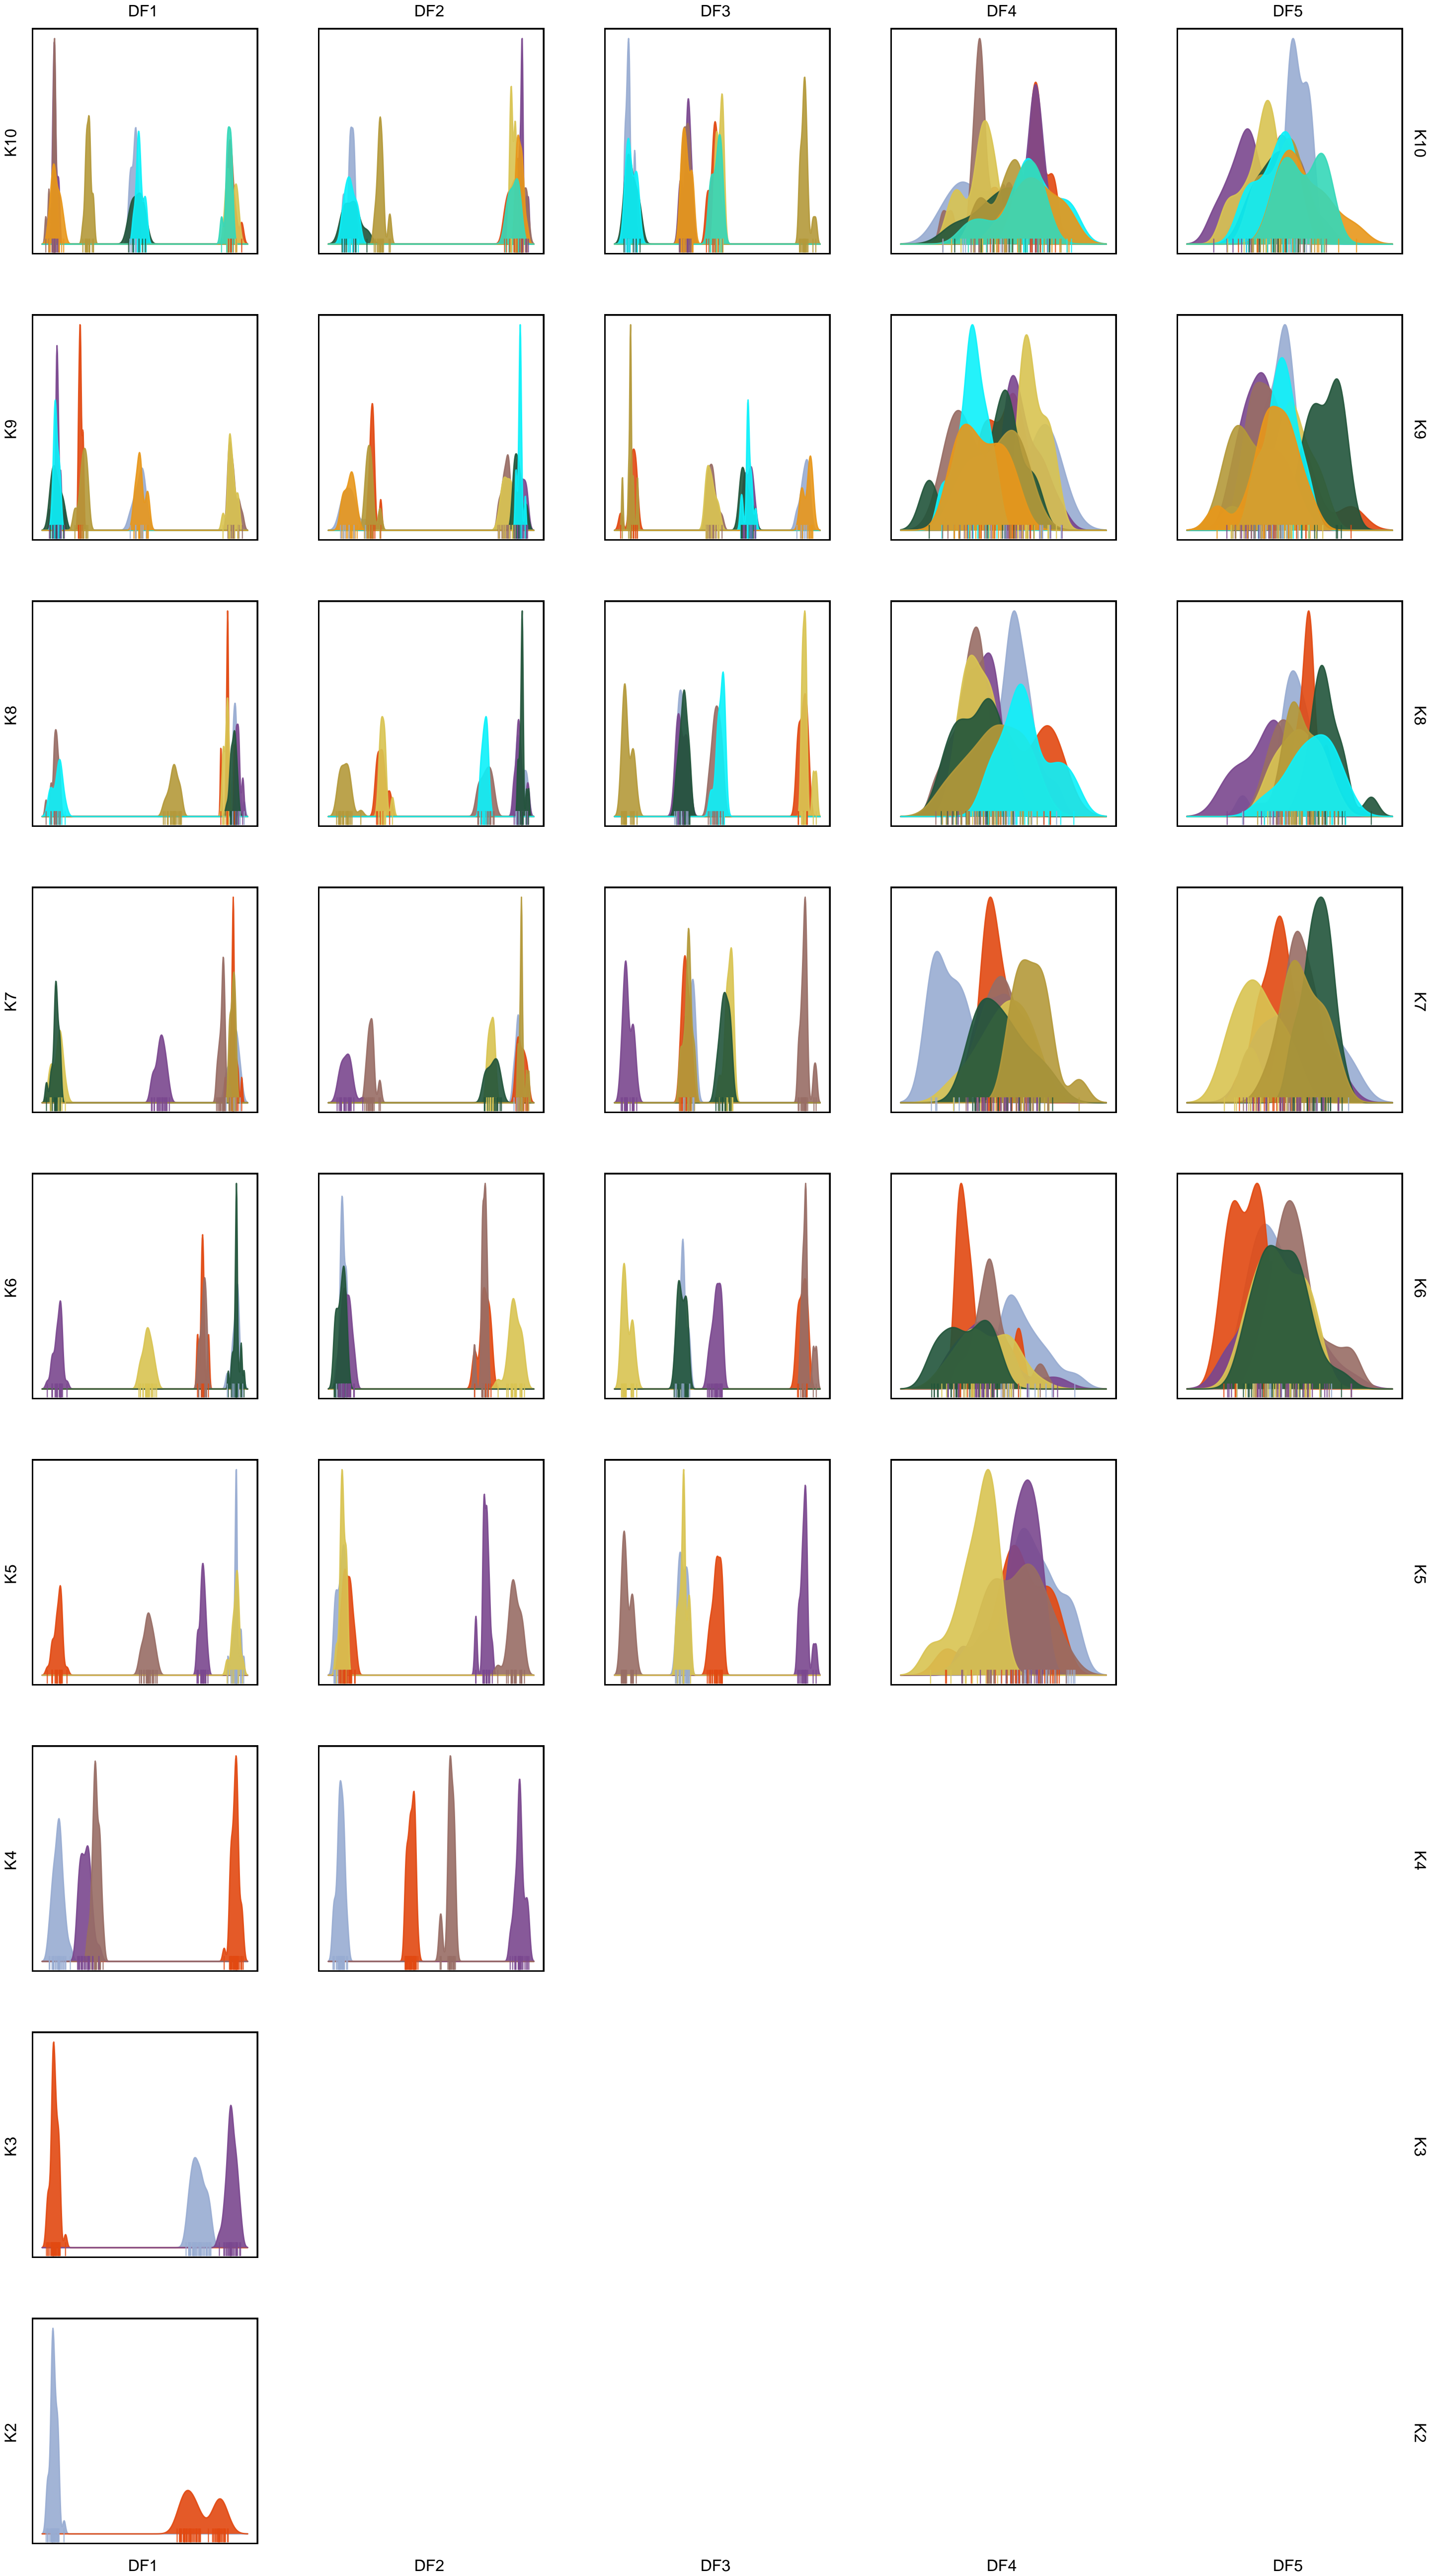 DF1 DF2 DF3 DF4 DF5
K10 K10
K9 K9
K8 K8
K7 K7
K6 K6
K5 K5
K4 K4
K3 K3
K2 K2
DF1 DF2 DF3 DF4 DF5